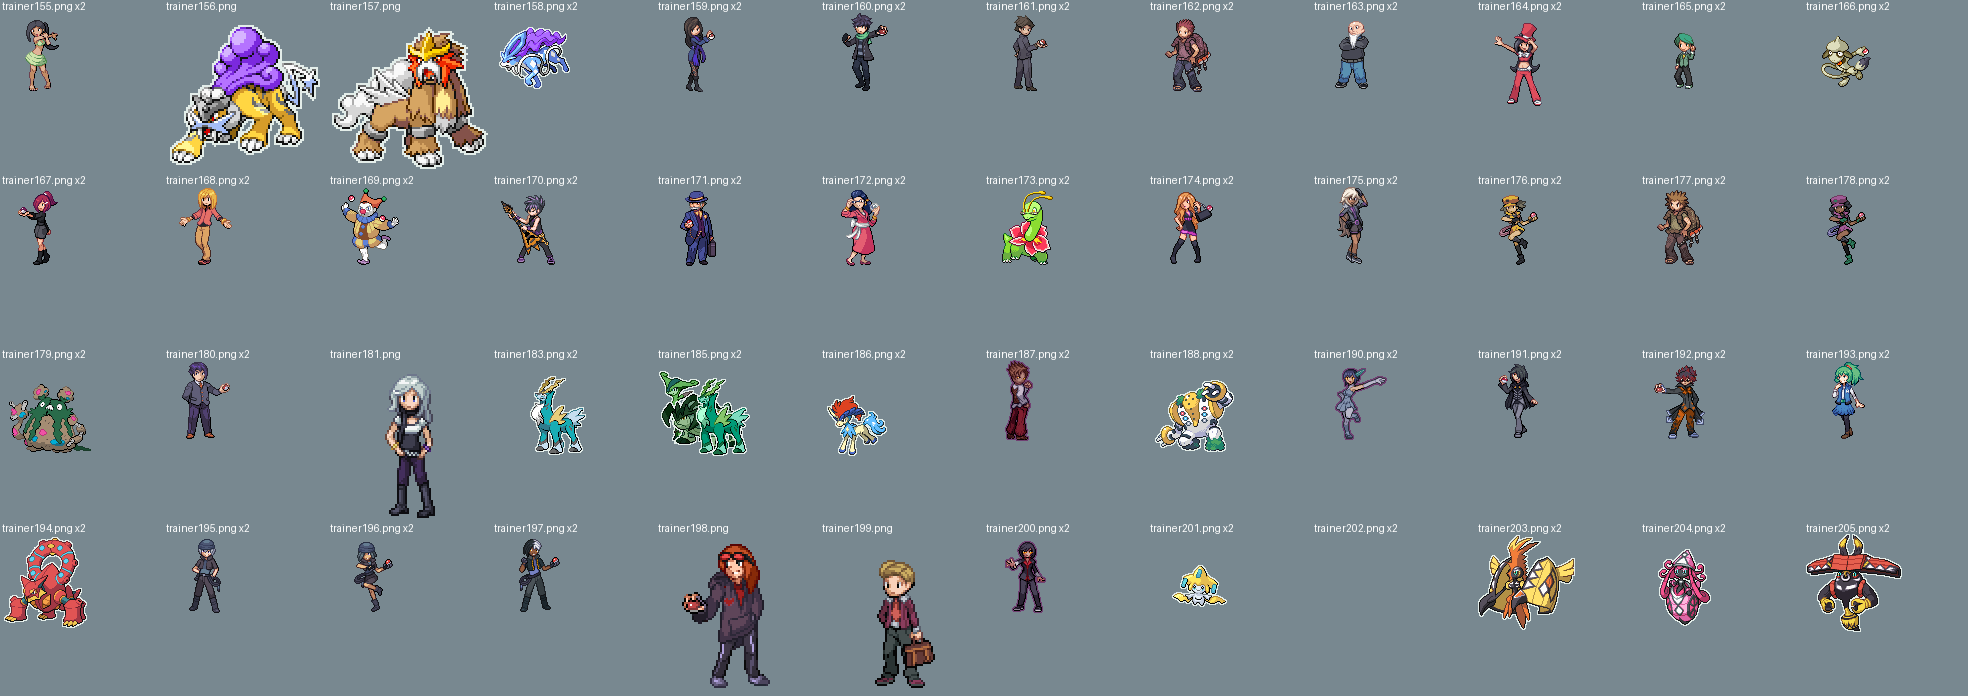 trainer155.png x2 trainer156.png trainer157.png trainer158.png x2 trainer159.png x2 trainer160.png x2 trainer161.png x2 trainer162.png x2 trainer163.png x2 trainer164.png x2 trainer165.png x2 trainer166.png x2
trainer167.png x2 trainer168.png x2 trainer169.png x2 trainer170.png x2 trainer171.png x2 trainer172.png x2 trainer173.png x2 trainer174.png x2 trainer175.png x2 trainer176.png x2 trainer177.png x2 trainer178.png x2
trainer179.png x2 trainer180.png x2 trainer181.png trainer183.png x2 trainer185.png x2 trainer186.png x2 trainer187.png x2 trainer188.png x2 trainer190.png x2 trainer191.png x2 trainer192.png x2 trainer193.png x2
trainer194.png x2 trainer195.png x2 trainer196.png x2 trainer197.png x2 trainer198.png trainer199.png trainer200.png x2 trainer201.png x2 trainer202.png x2 trainer203.png x2 trainer204.png x2 trainer205.png x2